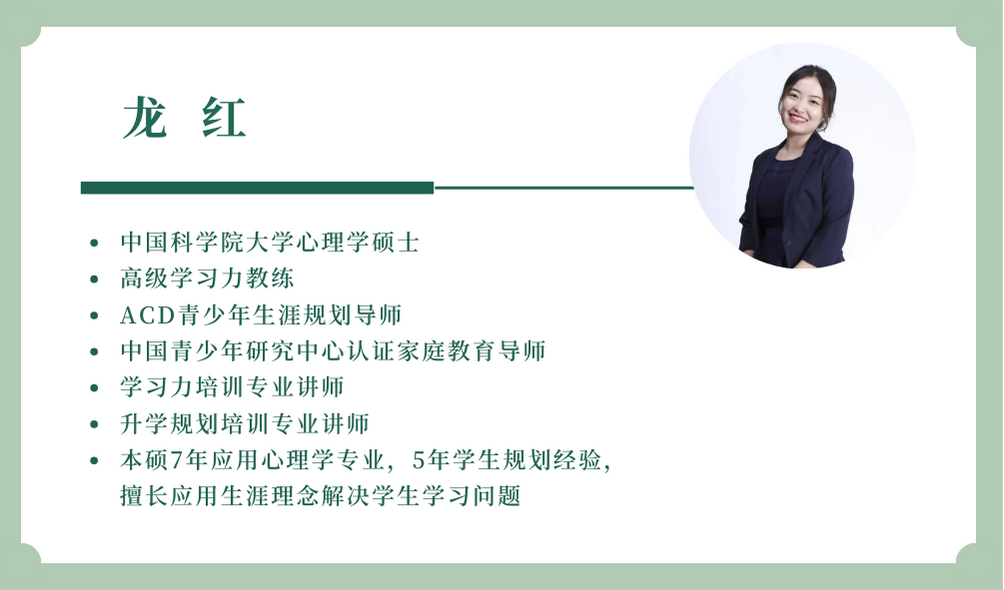 龙 红
中国科学院大学心理学硕士
高级学习力教练
ACD青少年生涯规划导师
中国青少年研究中心认证家庭教育导师
学习力培训专业讲师
升学规划培训专业讲师
本硕7年应用心理学专业，5年学生规划经验，
擅长应用生涯理念解决学生学习问题